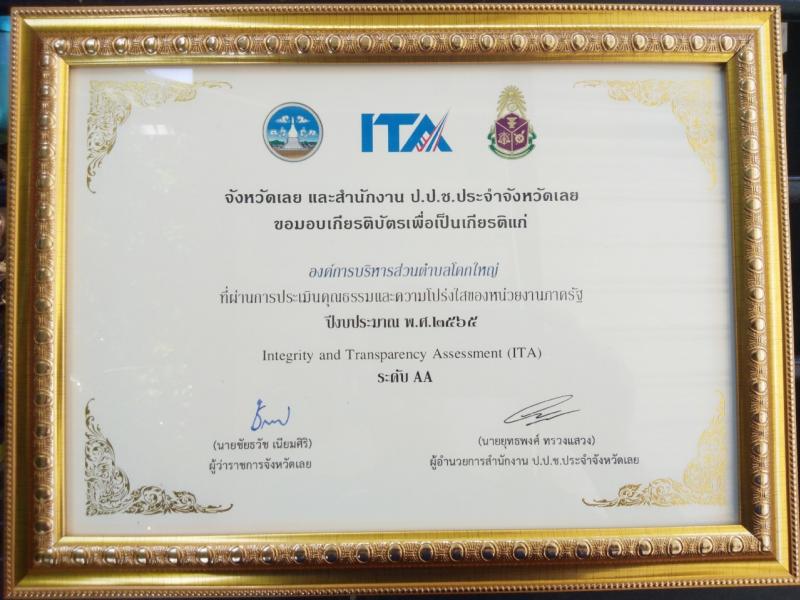 ITA
จังหวัดเลย และสำนักงาน ป.ป.ช.ประจำจังหวัดเลย
ขอมอบเกียรติบัตรเพื่อเป็นเกียรติแก่
องค์การบริหารส่วนตำบลโคกใหญ่
ที่ผ่านการประเมินคุณธรรมและความโปร่งใสของหน่วยงานภาครัฐ
ปีงบประมาณ พ.ศ.๒๕๖๕
Integrity and Transparency Assessment (ITA)
ระดับ AA
(นายชัยธวัช เนียมศิริ)
ผู้ว่าราชการจังหวัดเลย
(นายยุทธพงศ์ ทรวงแสวง)
ผู้อำนวยการสำนักงาน ป.ป.ช.ประจำจังหวัดเลย